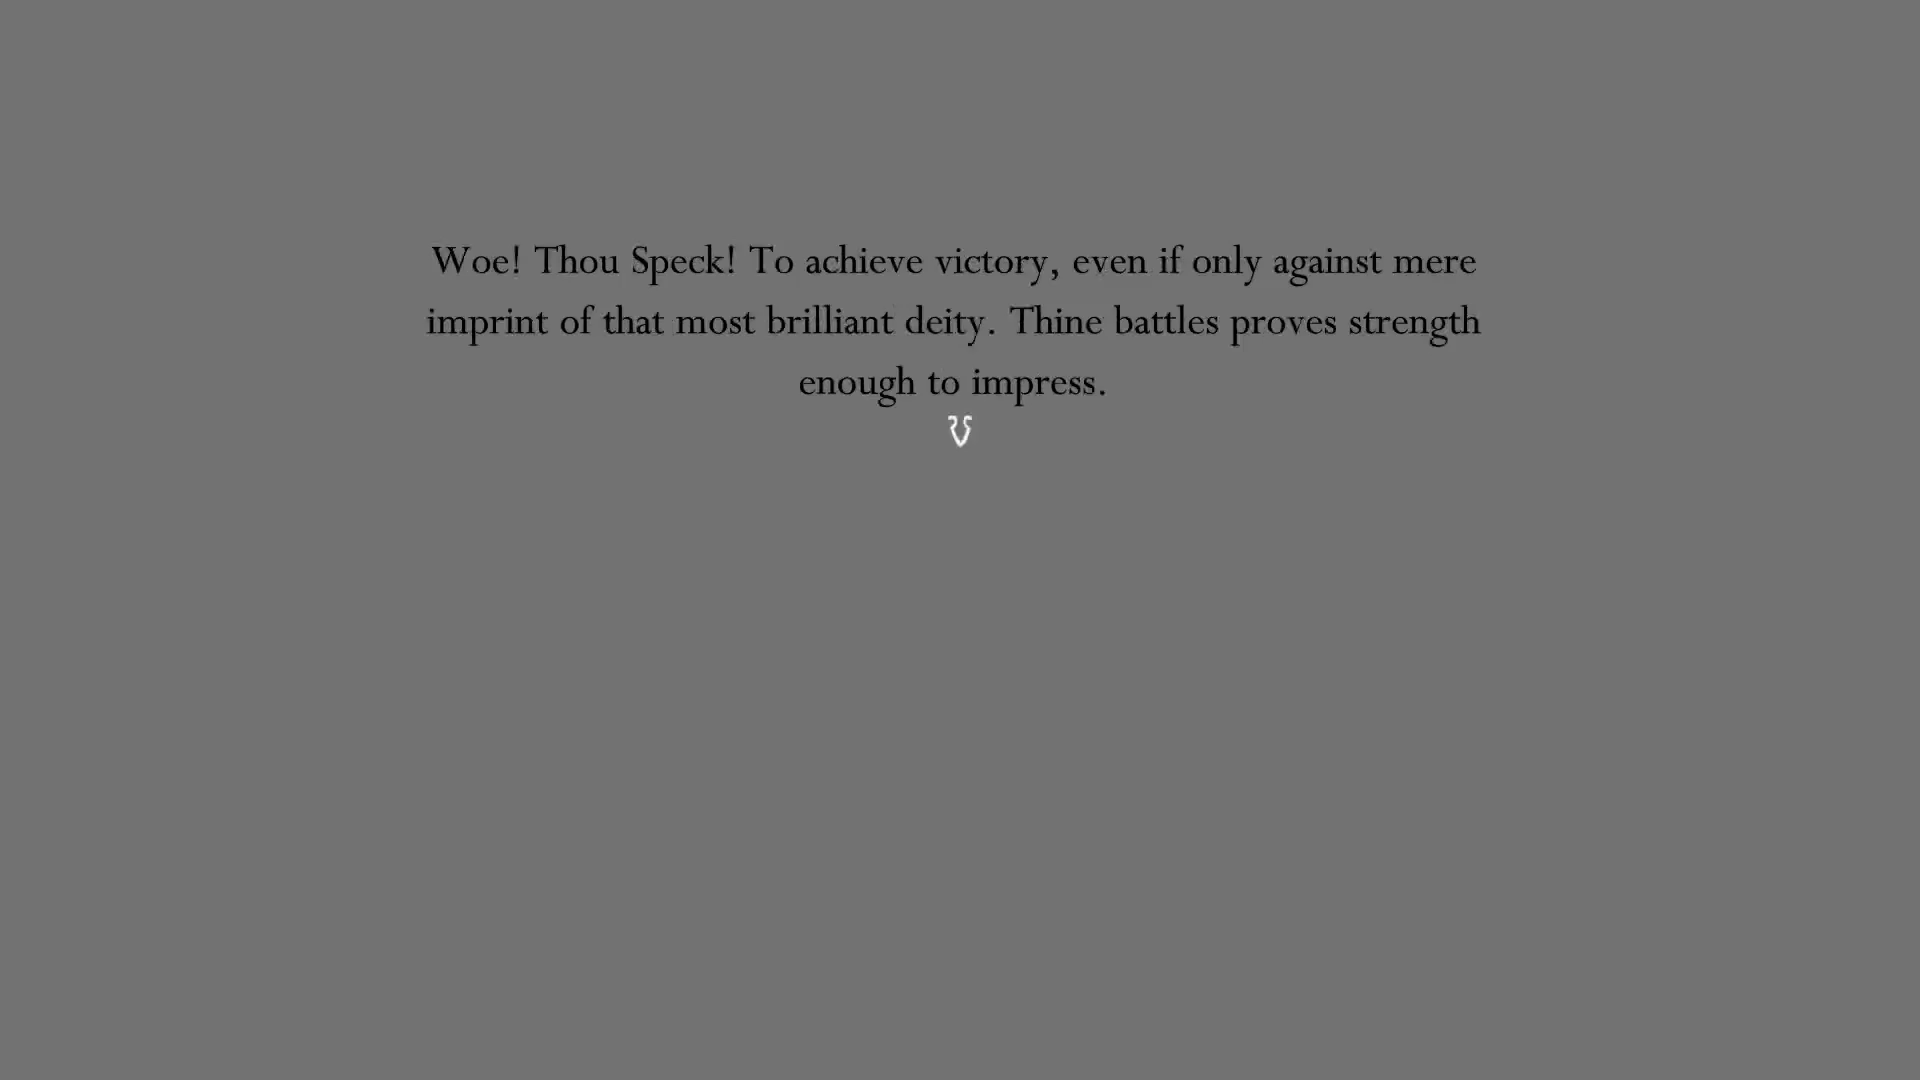 Woe! Thou Speck! To achieve victory, even if only against mere
imprint of that most brilliant deity. Thine battles proves strength
enough to impress.